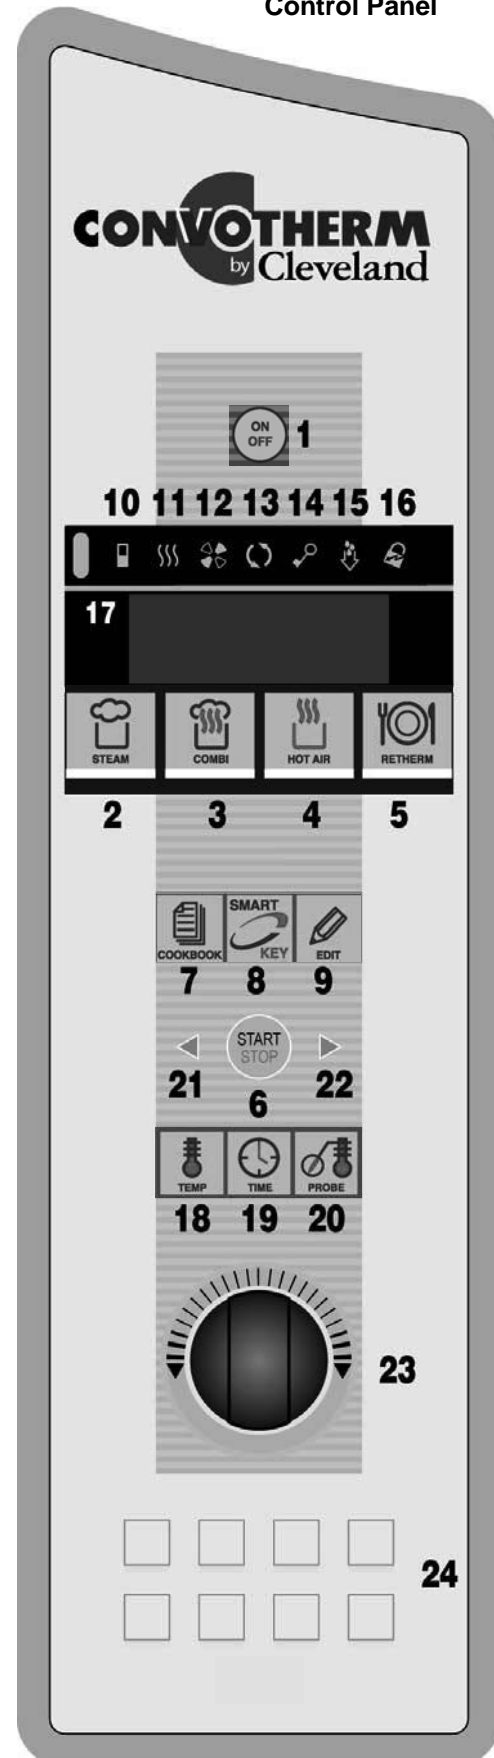 Control Panel
CONVOTHERM
by Cleveland
ON
OFF
1
10 11 12 13 14 15 16
17
STEAM COMBI HOT AIR RETHERM
2 3 4 5
SMART
COOKBOOK KEY EDIT
7 8 9
START
STOP
21 22
6
TEMP TIME PROBE
18 19 20
23
24